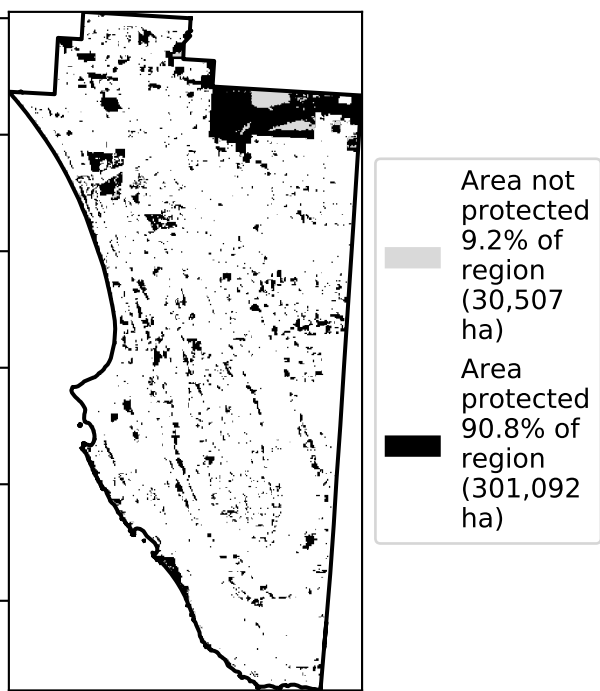 Area not
protected
9.2% of
region
(30,507
ha)
Area
protected
90.8% of
region
(301,092
ha)